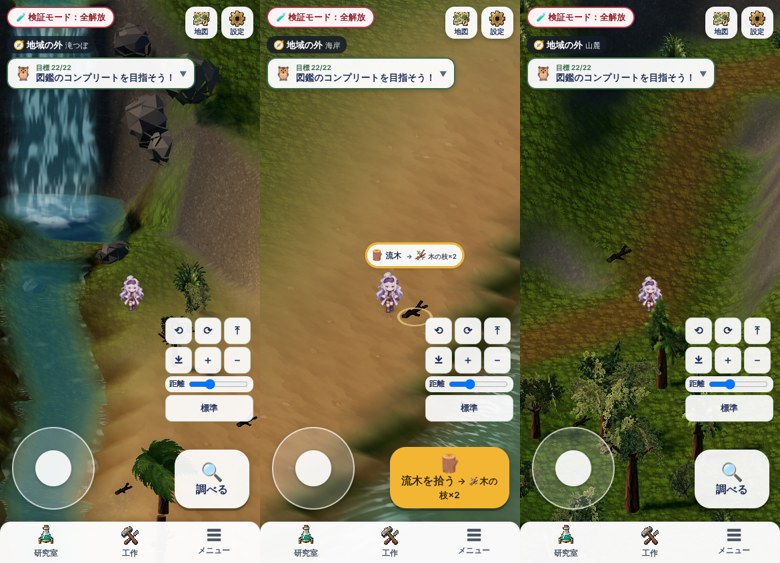 検証モード：全解放
地図
設定
地域の外 滝つぼ
目標 22/22
図鑑のコンプリートを目指そう！
▼
距離
標準
調べる
研究室
工作
メニュー
検証モード：全解放
地図
設定
地域の外 海岸
目標 22/22
図鑑のコンプリートを目指そう！
▼
流木 → 木の枝×2
距離
標準
流木を拾う → 木の
枝×2
研究室
工作
メニュー
検証モード：全解放
地図
設定
地域の外 山麓
目標 22/22
図鑑のコンプリートを目指そう！
▼
距離
標準
調べる
研究室
工作
メニュー